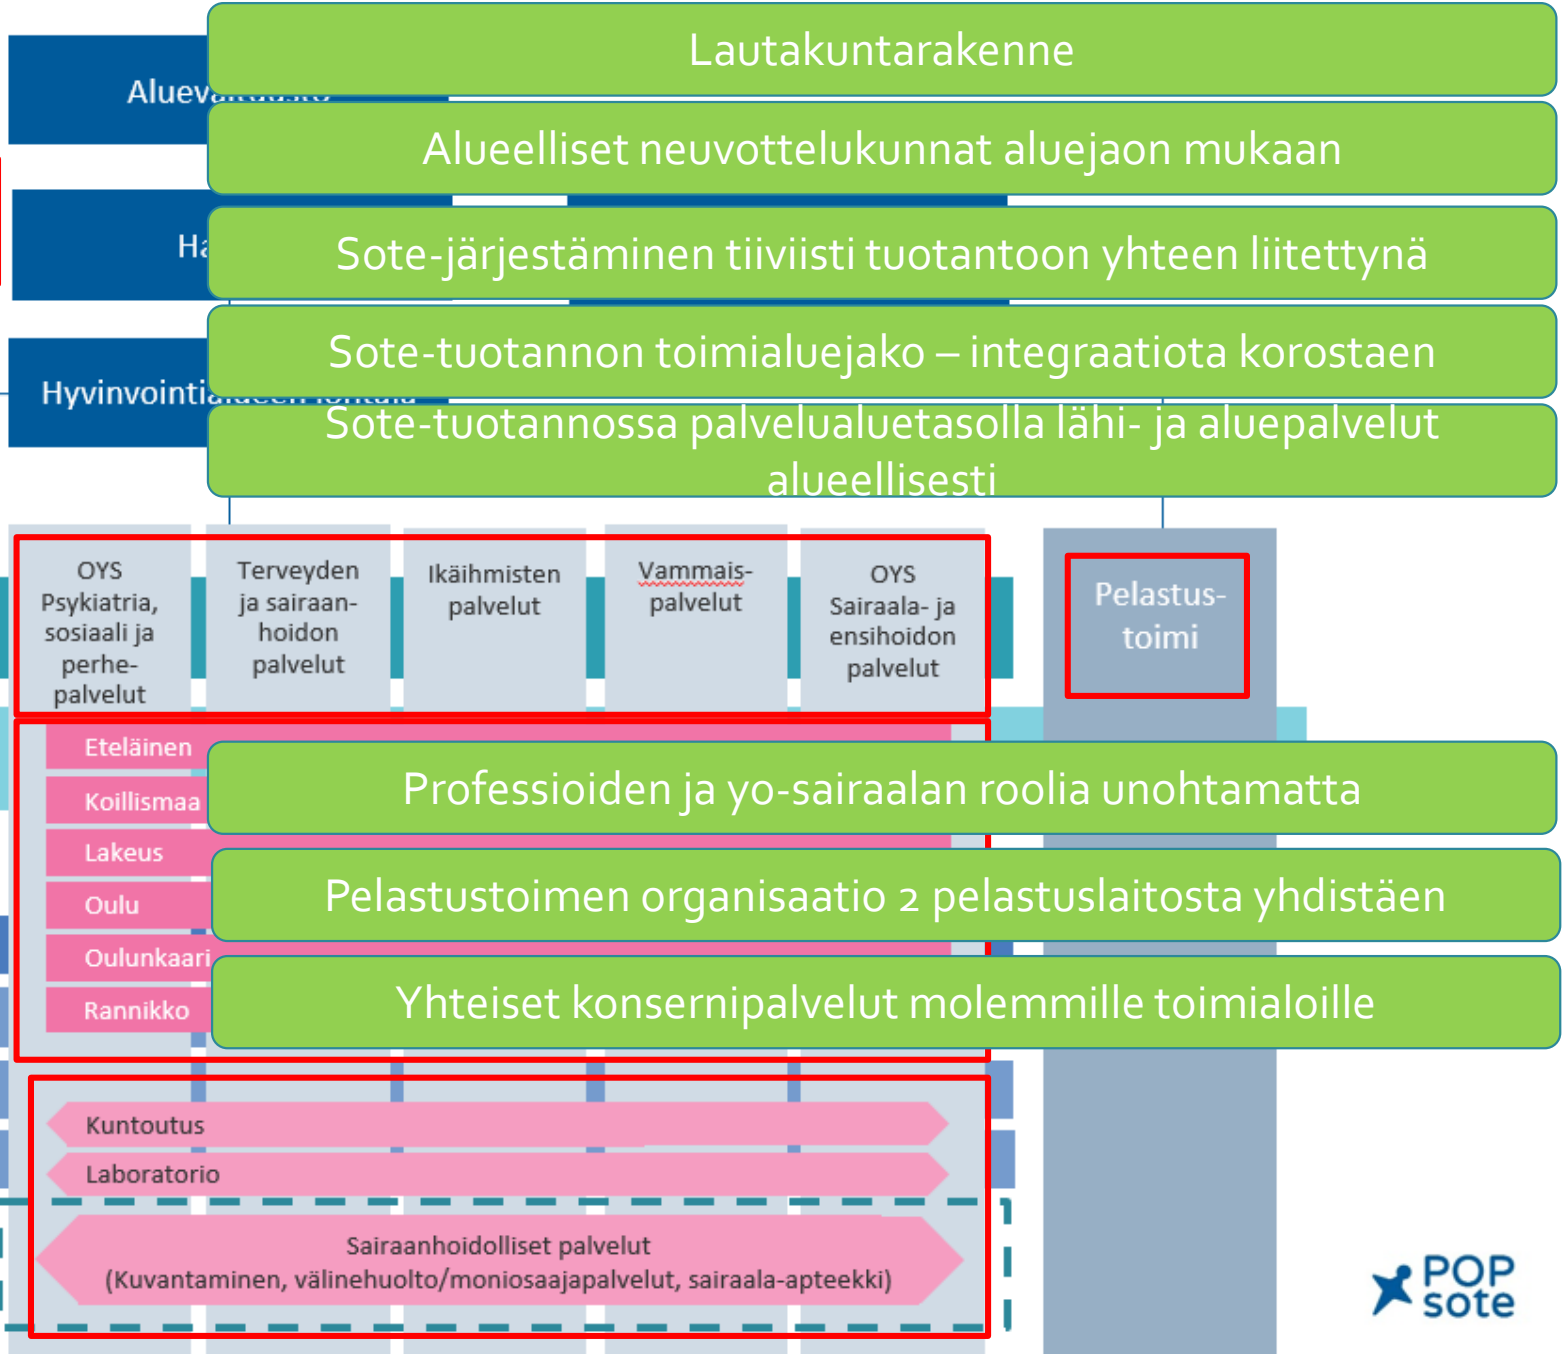 Lautakuntarakenne
Alueelliset neuvottelukunnat aluejaon mukaan
Sote-järjestäminen tiiviisti tuotantoon yhteen liitettynä
Sote-tuotannon toimialuejako – integraatiota korostaen
Sote-tuotannossa palvelualuetasolla lähi- ja aluepalvelut
alueellisesti
OYS
Psykiatria,
sosiaali ja
perhe-
palvelut
Terveyden
ja sairaan-
hoidon
palvelut
Ikäihmisten
palvelut
Vammais-
palvelut
OYS
Sairaala- ja
ensihoidon
palvelut
Pelastus-
toimi
Eteläinen
Koillismaa
Lakeus
Oulu
Oulunkaari
Rannikko
Professioiden ja yo-sairaalan roolia unohtamatta
Pelastustoimen organisaatio 2 pelastuslaitosta yhdistäen
Yhteiset konsernipalvelut molemmille toimialoille
Kuntoutus
Laboratorio
Sairaanhoidolliset palvelut
(Kuvantaminen, välinehuolto/moniosaajapalvelut, sairaala-apteekki)
POP
sote